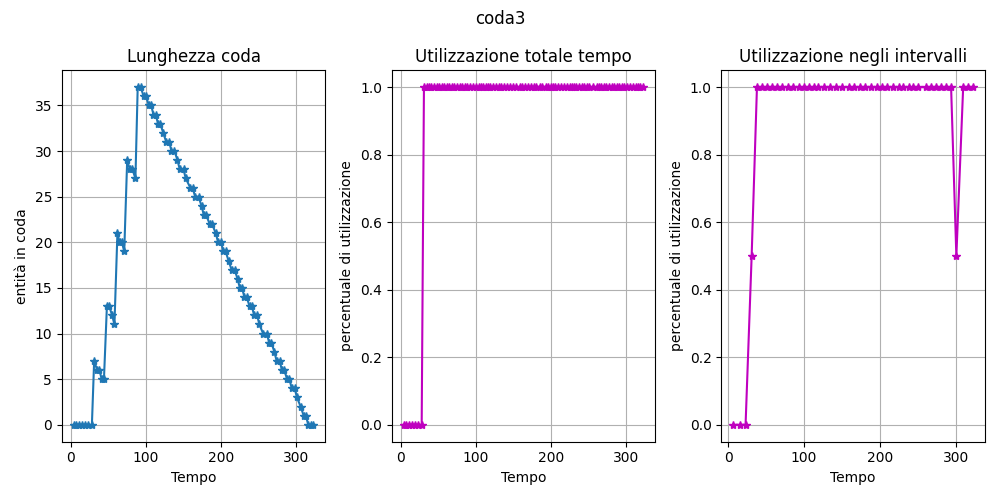 coda3
Lunghezza coda
entità in coda
35
30
25
20
15
10
5
0
0 100 200 300
Tempo
Utilizzazione totale tempo
percentuale di utilizzazione
1.0
0.8
0.6
0.4
0.2
0.0
0 100 200 300
Tempo
Utilizzazione negli intervalli
percentuale di utilizzazione
1.0
0.8
0.6
0.4
0.2
0.0
0 100 200 300
Tempo